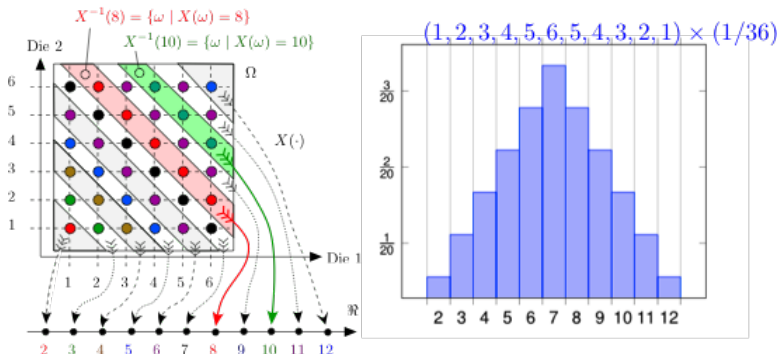 X⁻¹(8) = {ω | X(ω) = 8}
Die 2
X⁻¹(10) = {ω | X(ω) = 10}
Ω
6
5
4
3
2
1
X(·)
Die 1
1 2 3 4 5 6
ℜ
2 3 4 5 6 7 8 9 10 11 12
(1, 2, 3, 4, 5, 6, 5, 4, 3, 2, 1) × (1/36)
3/20
2/20
1/20
2 3 4 5 6 7 8 9 10 11 12